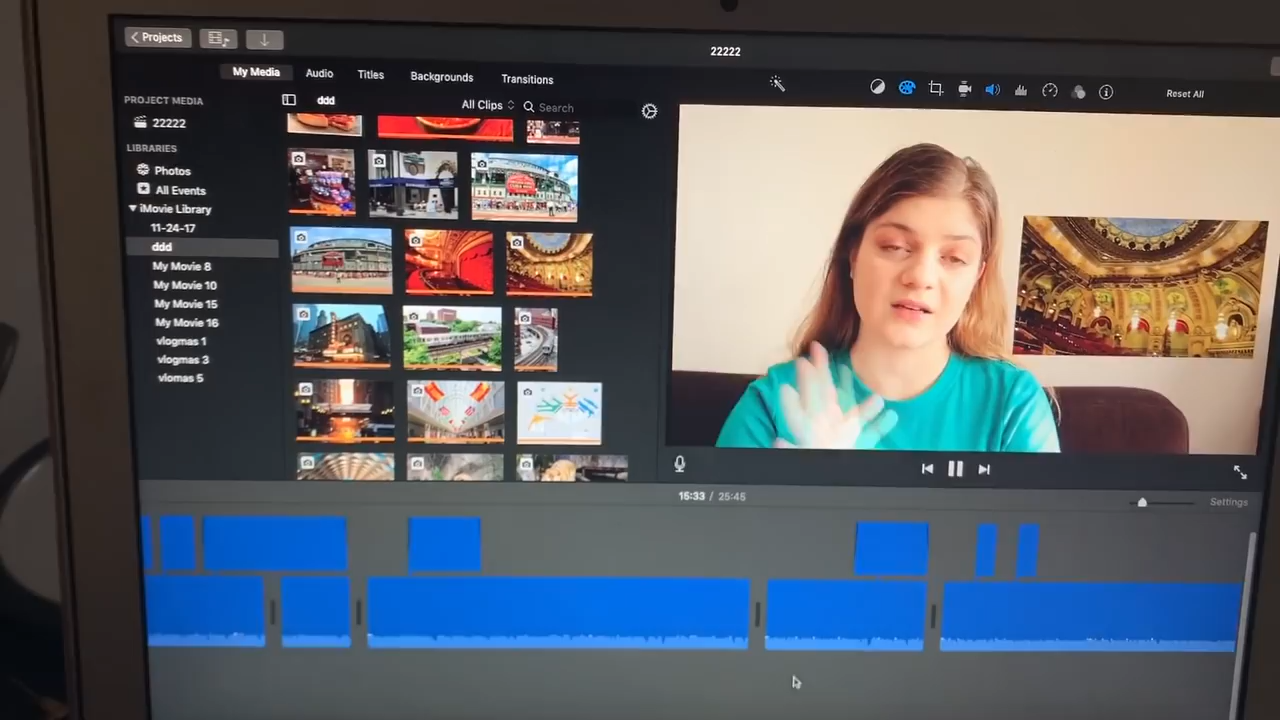 Projects
22222
My Media Audio Titles Backgrounds Transitions
PROJECT MEDIA
22222
LIBRARIES
Photos
All Events
iMovie Library
11-24-17
ddd
My Movie 8
My Movie 10
My Movie 15
My Movie 16
vlogmas 1
vlogmas 3
vlomas 5
ddd
All Clips
Search
Reset All
15:33 / 25:45
Settings